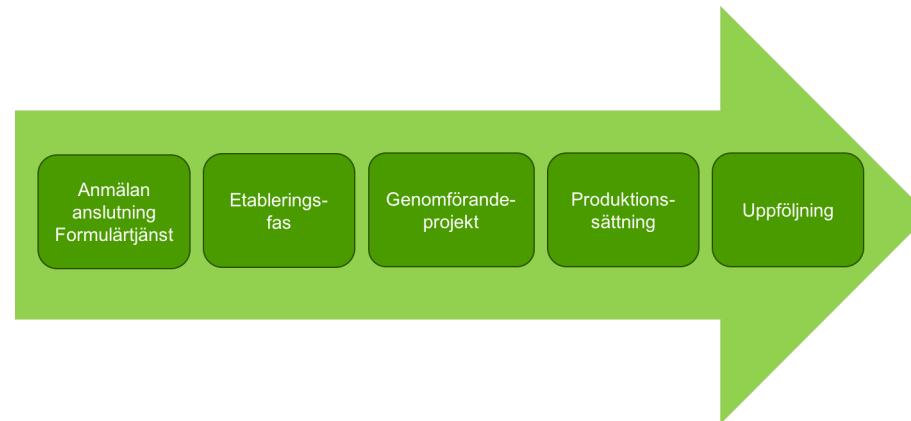 Anmälan
anslutning
Formulärtjänst
Etablerings-
fas
Genomförande-
projekt
Produktions-
sättning
Uppföljning